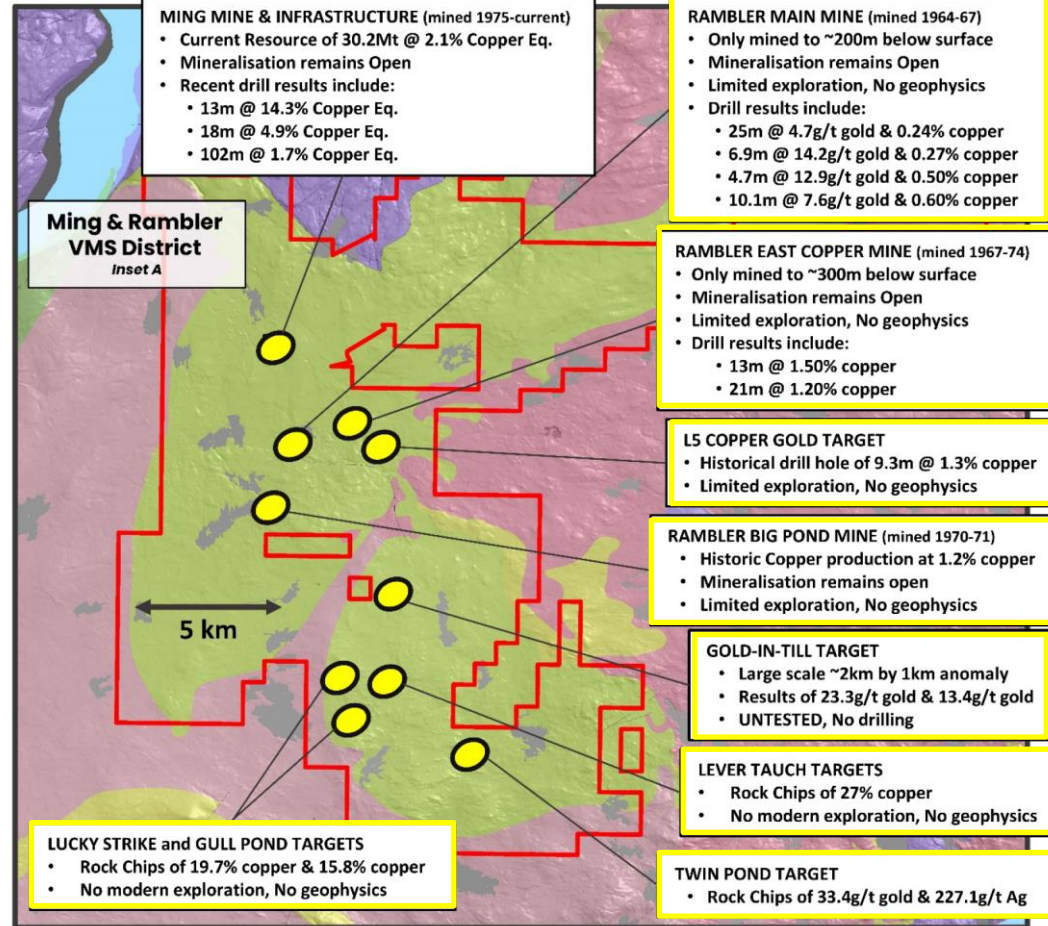 MING MINE & INFRASTRUCTURE (mined 1975-current)
• Current Resource of 30.2Mt @ 2.1% Copper Eq.
• Mineralisation remains Open
• Recent drill results include:
• 13m @ 14.3% Copper Eq.
• 18m @ 4.9% Copper Eq.
• 102m @ 1.7% Copper Eq.
RAMBLER MAIN MINE (mined 1964-67)
• Only mined to ~200m below surface
• Mineralisation remains Open
• Limited exploration, No geophysics
• Drill results include:
• 25m @ 4.7g/t gold & 0.24% copper
• 6.9m @ 14.2g/t gold & 0.27% copper
• 4.7m @ 12.9g/t gold & 0.50% copper
• 10.1m @ 7.6g/t gold & 0.60% copper
Ming & Rambler
VMS District
Inset A
RAMBLER EAST COPPER MINE (mined 1967-74)
• Only mined to ~300m below surface
• Mineralisation remains Open
• Limited exploration, No geophysics
• Drill results include:
• 13m @ 1.50% copper
• 21m @ 1.20% copper
L5 COPPER GOLD TARGET
• Historical drill hole of 9.3m @ 1.3% copper
• Limited exploration, No geophysics
RAMBLER BIG POND MINE (mined 1970-71)
• Historic Copper production at 1.2% copper
• Mineralisation remains open
• Limited exploration, No geophysics
5 km
GOLD-IN-TILL TARGET
• Large scale ~2km by 1km anomaly
• Results of 23.3g/t gold & 13.4g/t gold
• UNTESTED, No drilling
LEVER TAUCH TARGETS
• Rock Chips of 27% copper
• No modern exploration, No geophysics
LUCKY STRIKE and GULL POND TARGETS
• Rock Chips of 19.7% copper & 15.8% copper
• No modern exploration, No geophysics
TWIN POND TARGET
• Rock Chips of 33.4g/t gold & 227.1g/t Ag